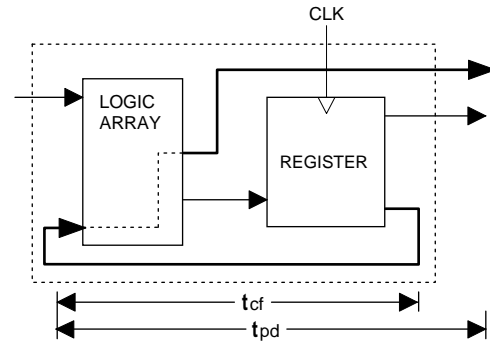 CLK
LOGIC
ARRAY
REGISTER
tcf
tpd